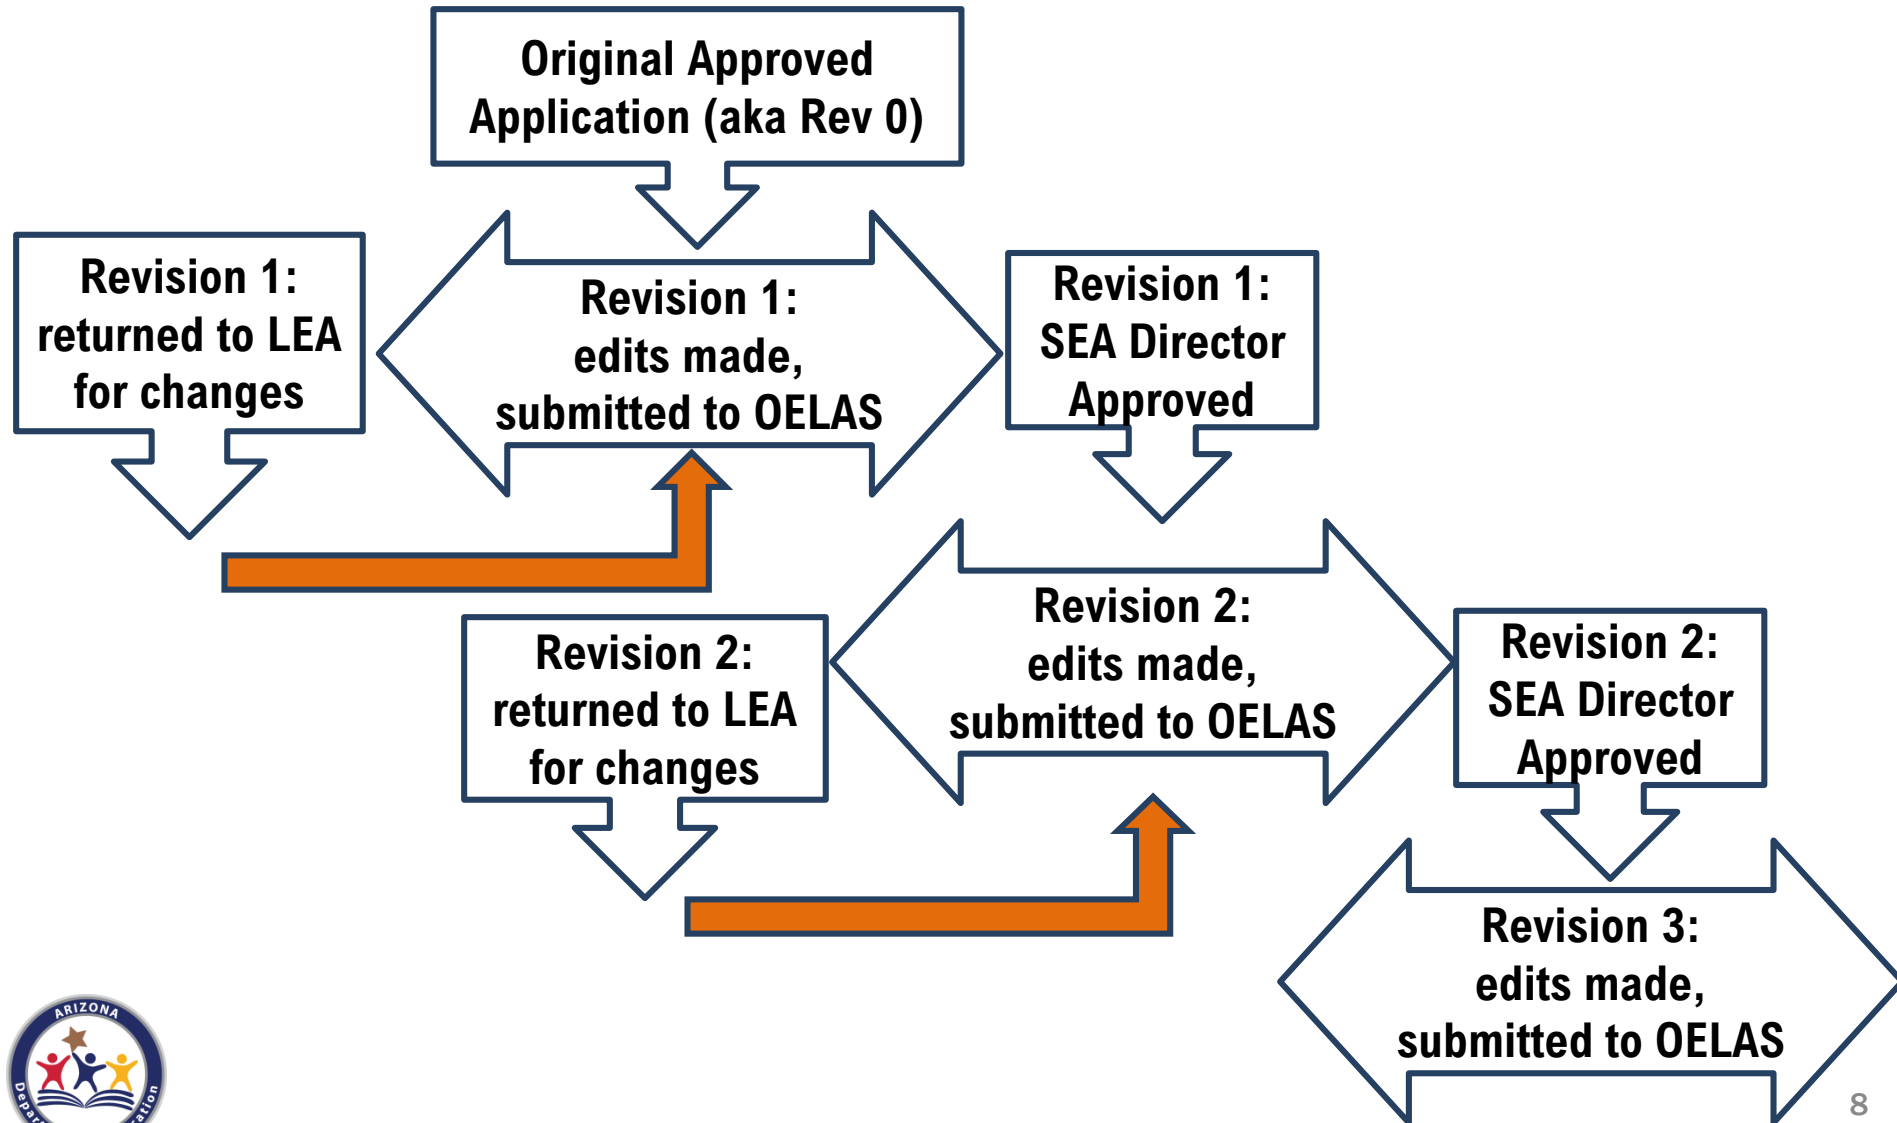 Original Approved
Application (aka Rev 0)
Revision 1:
returned to LEA
for changes
Revision 1:
edits made,
submitted to OELAS
Revision 1:
SEA Director
Approved
Revision 2:
returned to LEA
for changes
Revision 2:
edits made,
submitted to OELAS
Revision 2:
SEA Director
Approved
Revision 3:
edits made,
submitted to OELAS
ARIZONA
8